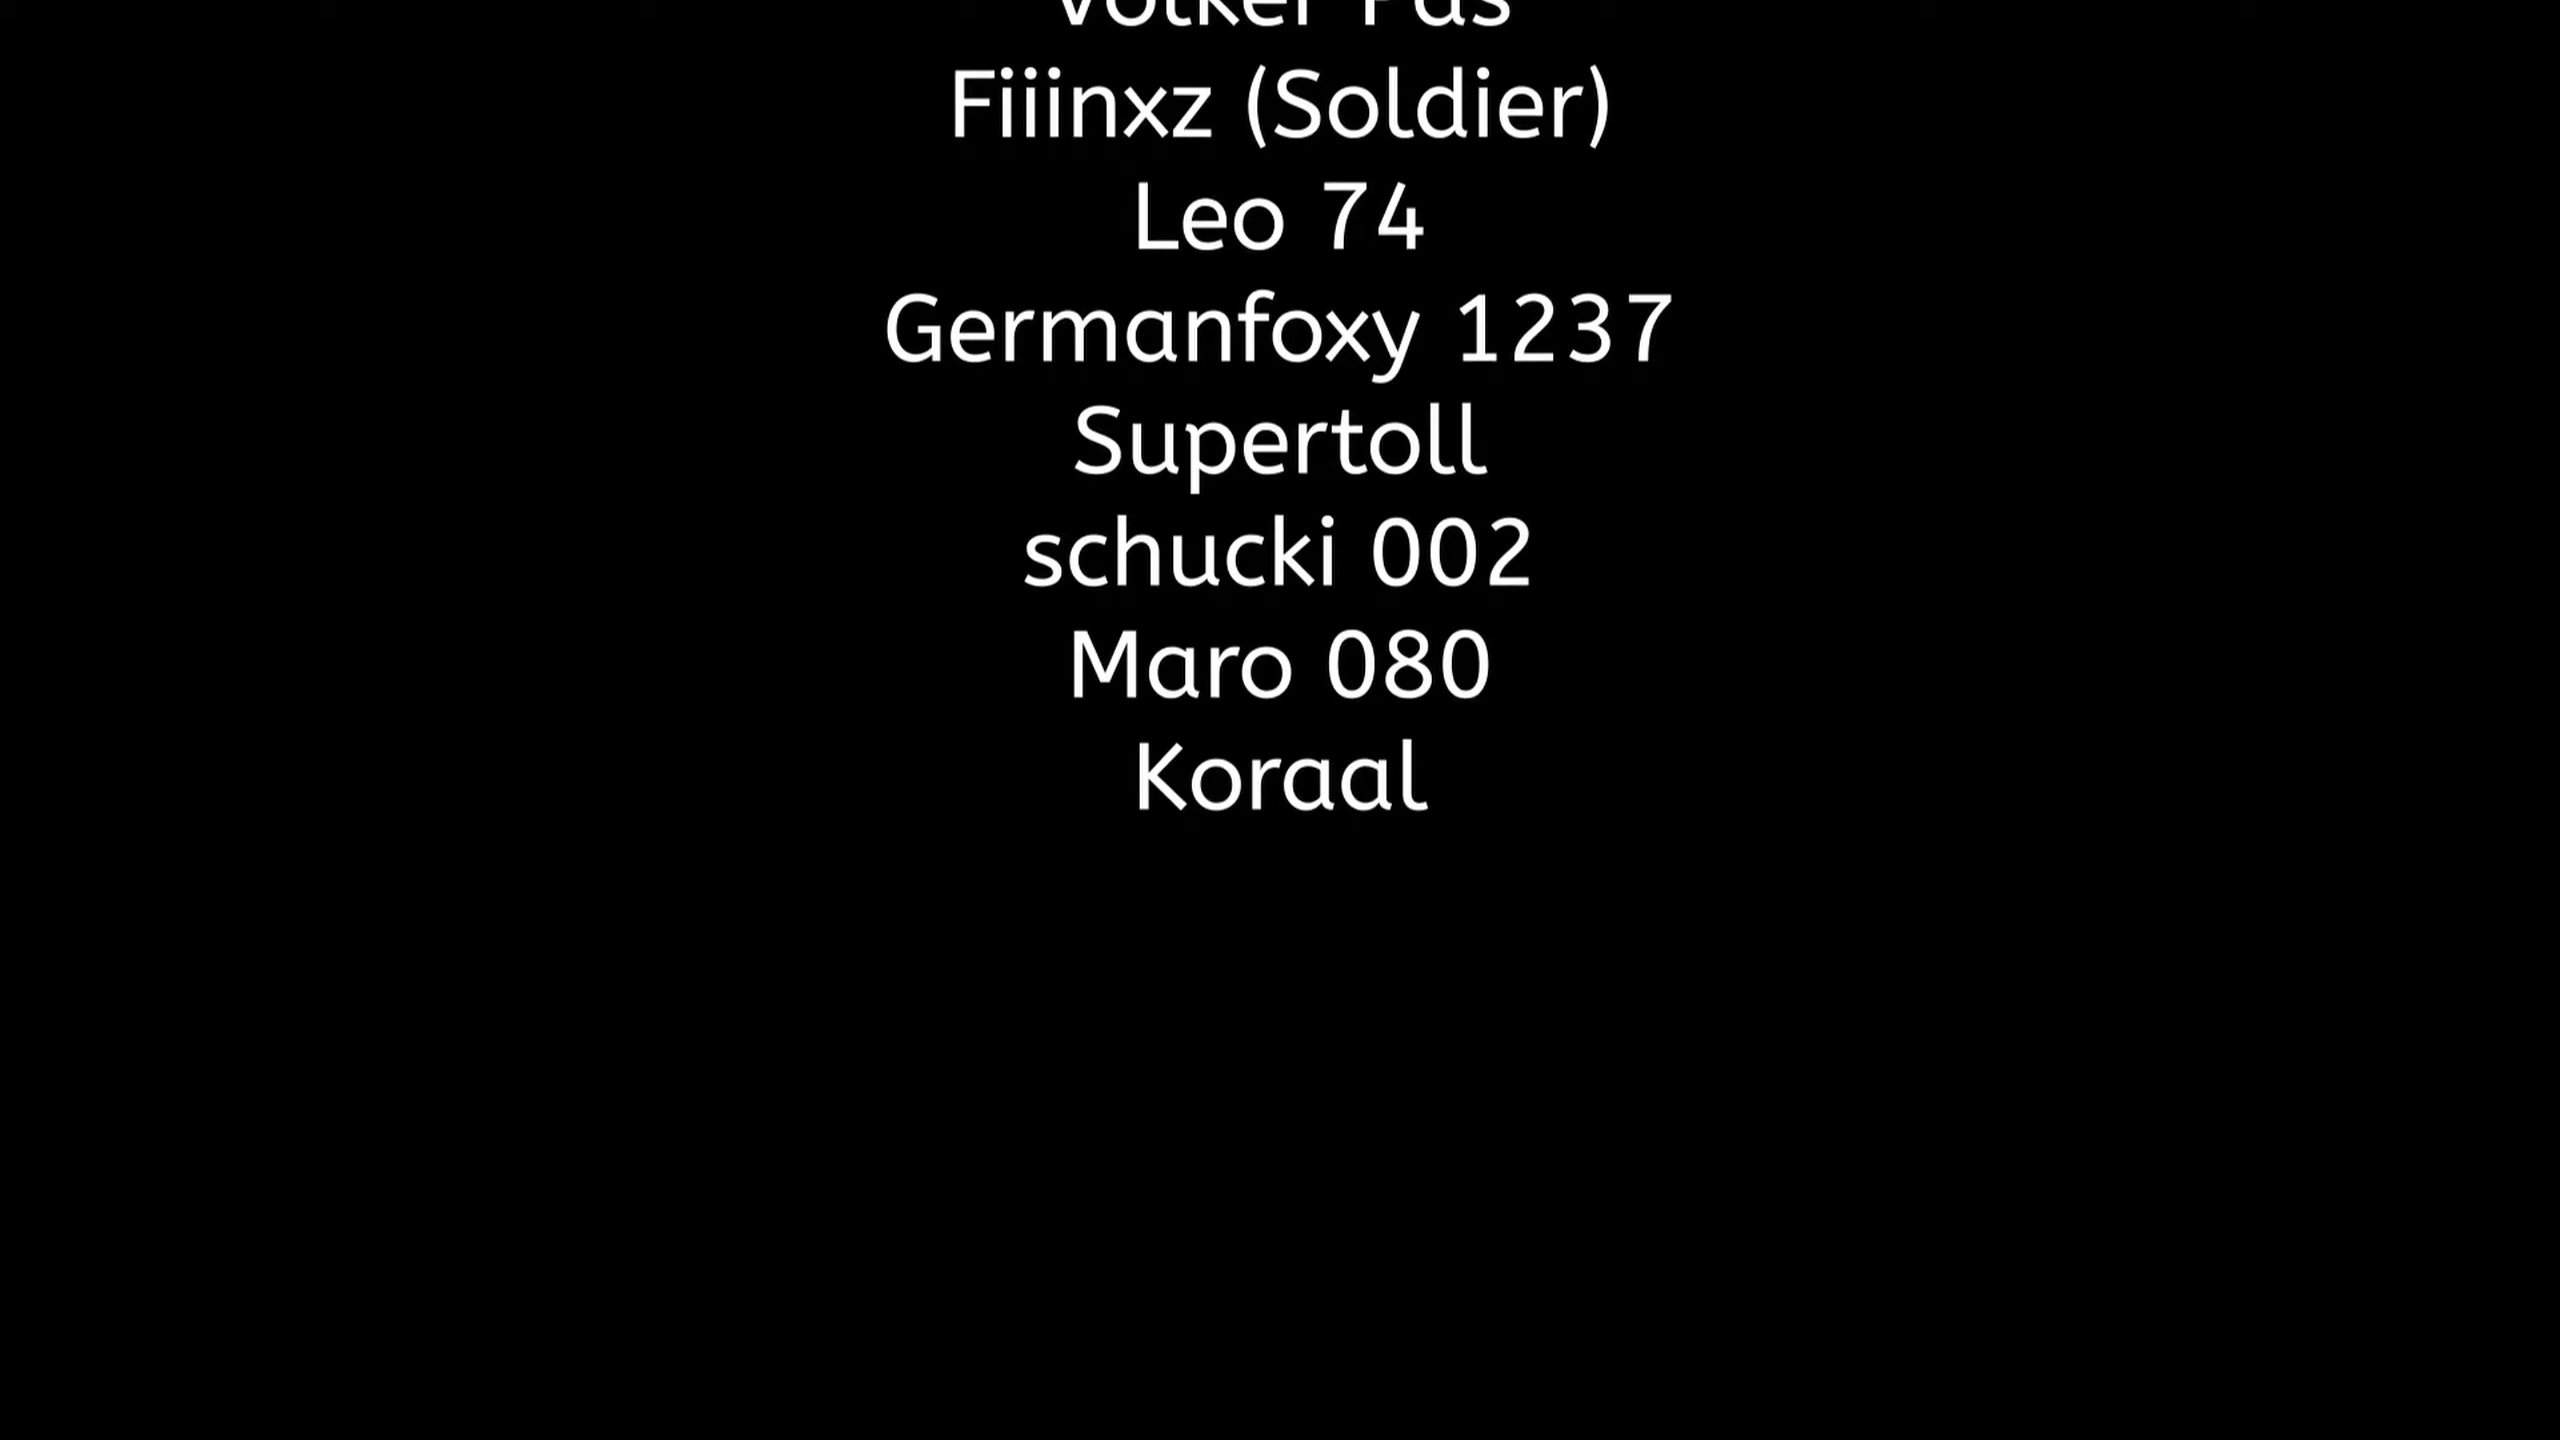 Volker Pas
Fiiinxz (Soldier)
Leo 74
Germanfoxy 1237
Supertoll
schucki 002
Maro 080
Koraal